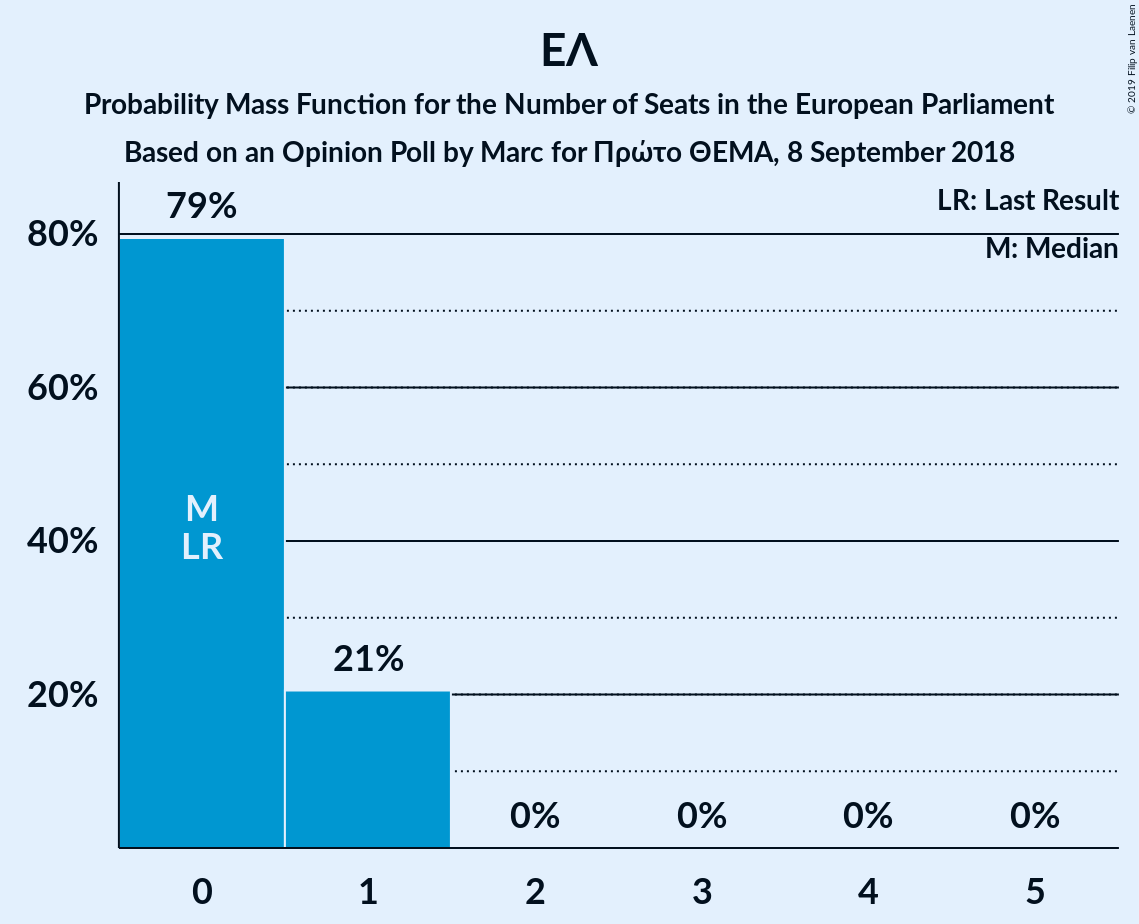 ΕΛ
Probability Mass Function for the Number of Seats in the European Parliament
Based on an Opinion Poll by Marc for Πρώτο ΘΕΜΑ, 8 September 2018
© 2019 Filip van Laenen
LR: Last Result
M: Median
79%
80%
60%
M
LR
40%
21%
20%
0% 0% 0% 0%
0 1 2 3 4 5